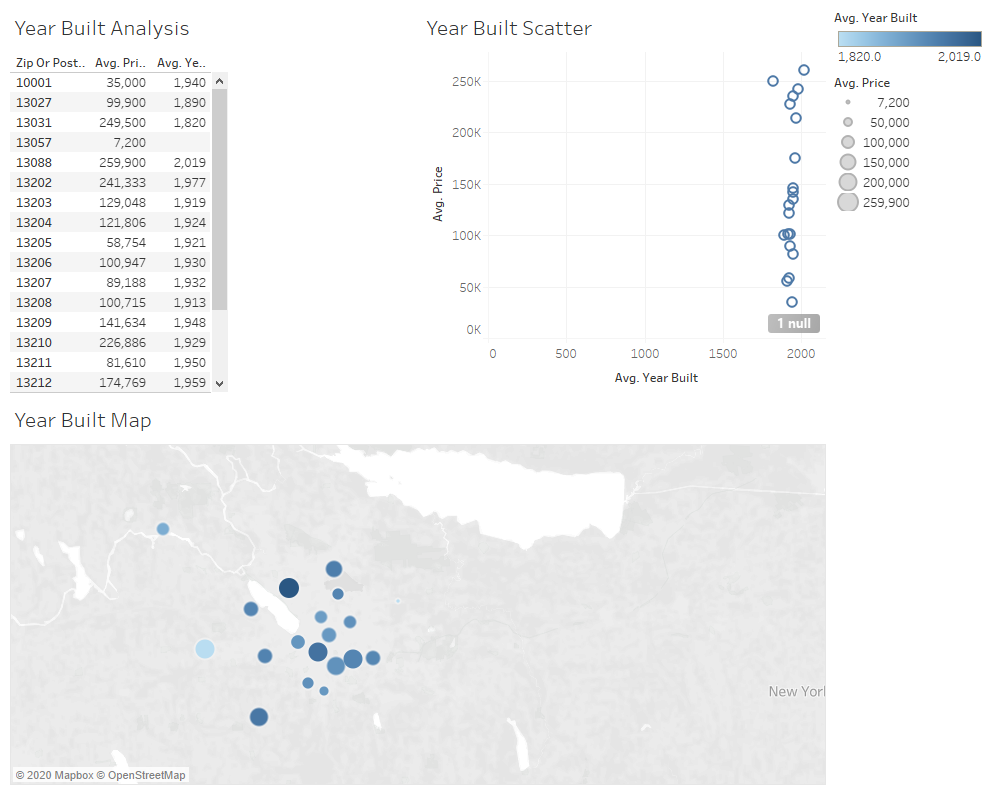 Year Built Analysis
Zip Or Post.. Avg. Pri.. Avg. Ye..
10001 35,000 1,940
13027 99,900 1,890
13031 249,500 1,820
13057 7,200
13088 259,900 2,019
13202 241,333 1,977
13203 129,048 1,919
13204 121,806 1,924
13205 58,754 1,921
13206 100,947 1,930
13207 89,188 1,932
13208 100,715 1,913
13209 141,634 1,948
13210 226,886 1,929
13211 81,610 1,950
13212 174,769 1,959
Year Built Scatter
Avg. Price
250K
200K
150K
100K
50K
0K
1 null
0 500 1000 1500 2000
Avg. Year Built
Avg. Year Built
1,820.0 2,019.0
Avg. Price
7,200
50,000
100,000
150,000
200,000
259,900
Year Built Map
New Yorl
© 2020 Mapbox © OpenStreetMap